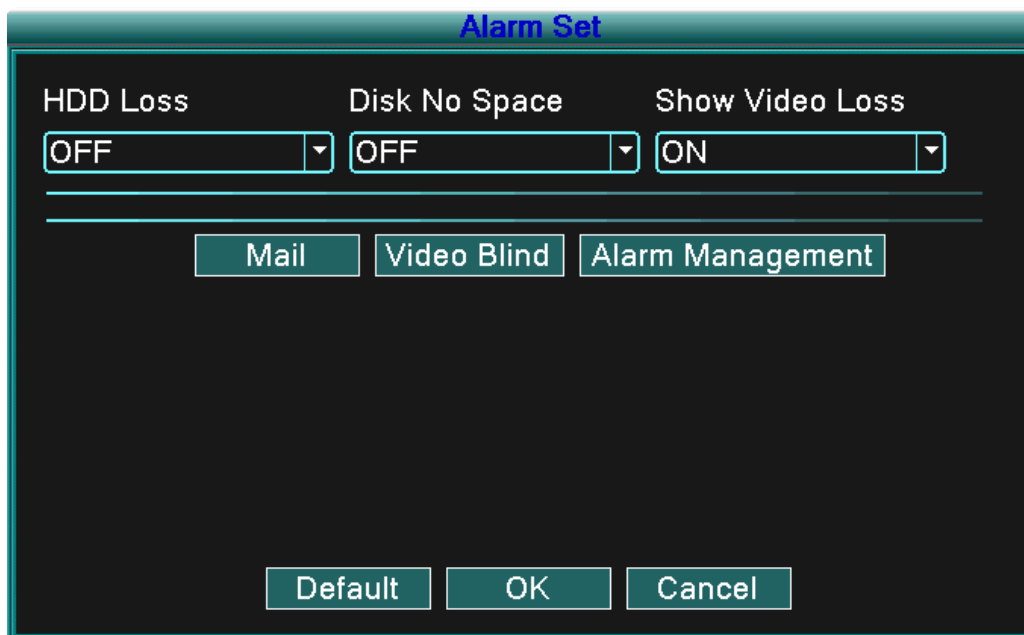 Alarm Set
HDD Loss Disk No Space Show Video Loss
OFF OFF ON
Mail Video Blind Alarm Management
Default OK Cancel